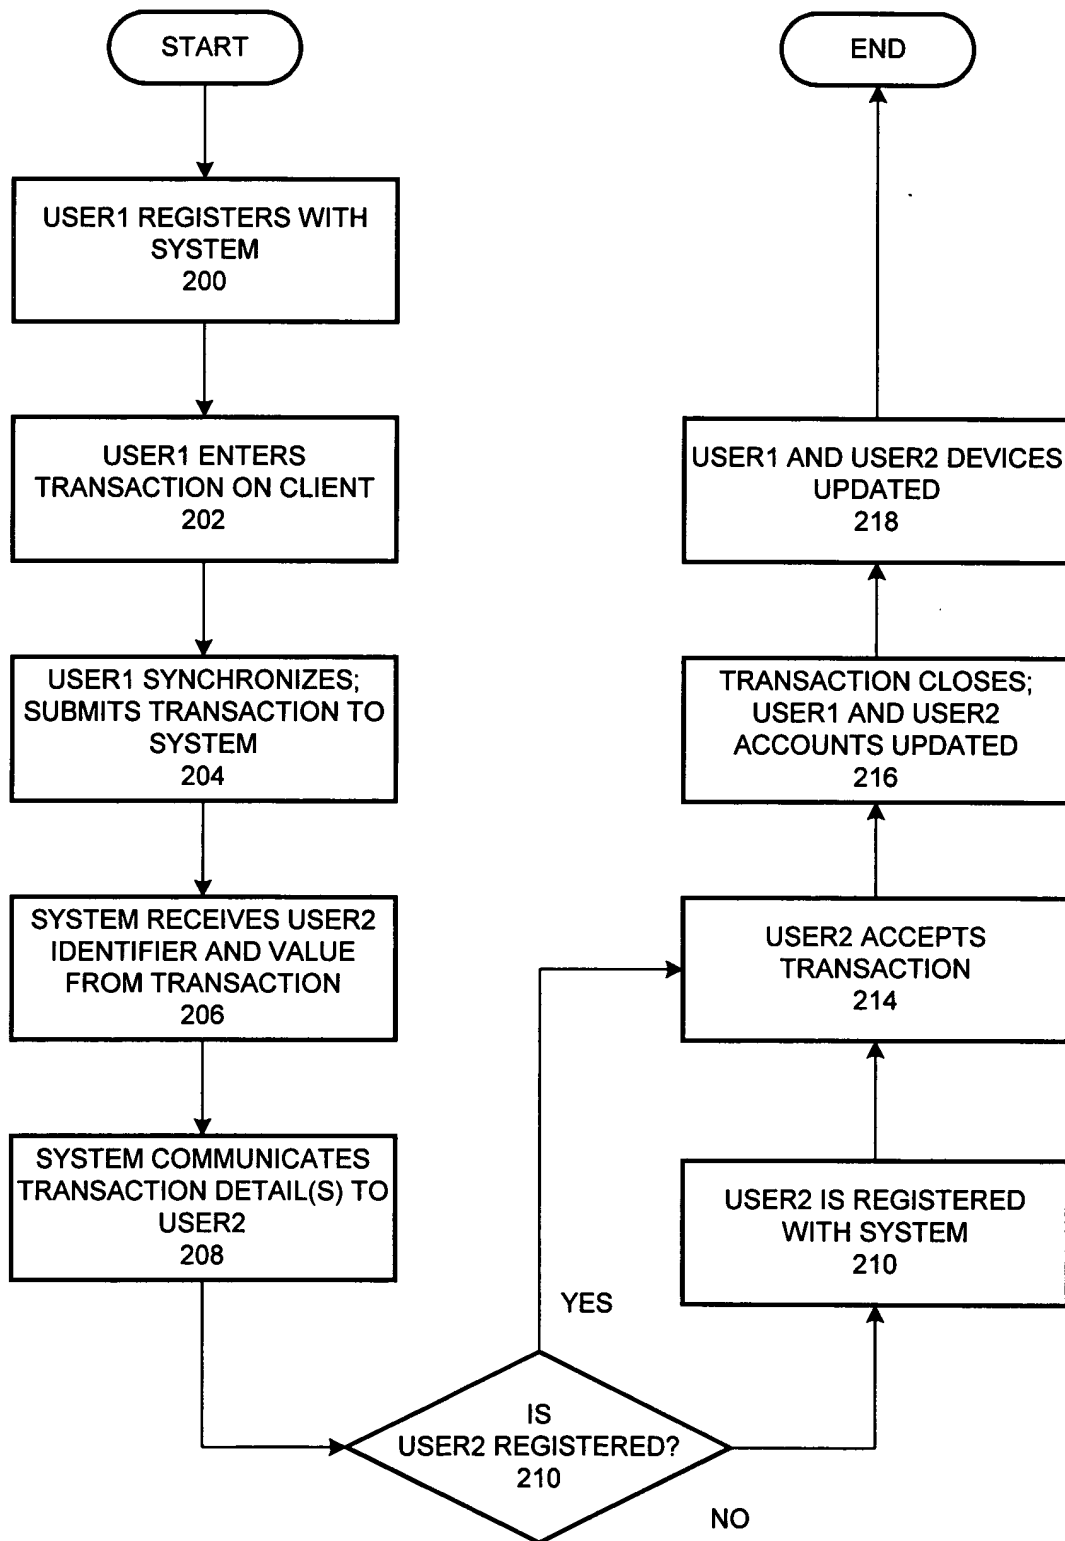 START
USER1 REGISTERS WITH
SYSTEM
200
USER1 ENTERS
TRANSACTION ON CLIENT
202
USER1 SYNCHRONIZES;
SUBMITS TRANSACTION TO
SYSTEM
204
SYSTEM RECEIVES USER2
IDENTIFIER AND VALUE
FROM TRANSACTION
206
SYSTEM COMMUNICATES
TRANSACTION DETAIL(S) TO
USER2
208
IS
USER2 REGISTERED?
210
YES
NO
USER2 IS REGISTERED
WITH SYSTEM
210
USER2 ACCEPTS
TRANSACTION
214
TRANSACTION CLOSES;
USER1 AND USER2
ACCOUNTS UPDATED
216
USER1 AND USER2 DEVICES
UPDATED
218
END